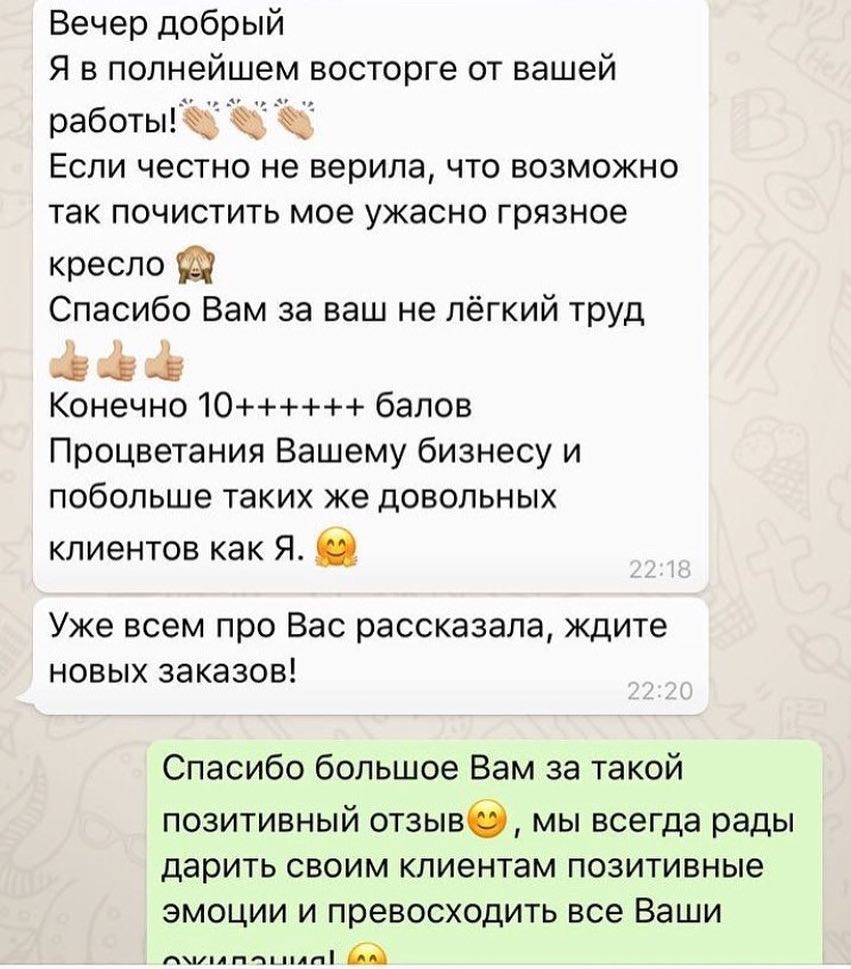 Вечер добрый
Я в полнейшем восторге от вашей
работы!👏🏼👏🏼👏🏼
Если честно не верила, что возможно
так почистить мое ужасно грязное
кресло 🙈
Спасибо Вам за ваш не лёгкий труд
👍🏼👍🏼👍🏼
Конечно 10++++++ балов
Процветания Вашему бизнесу и
побольше таких же довольных
клиентов как Я. 🤗
22:18
Уже всем про Вас рассказала, ждите
новых заказов!
22:20
Спасибо большое Вам за такой
позитивный отзыв😊, мы всегда рады
дарить своим клиентам позитивные
эмоции и превосходить все Ваши
ожидания! 😊